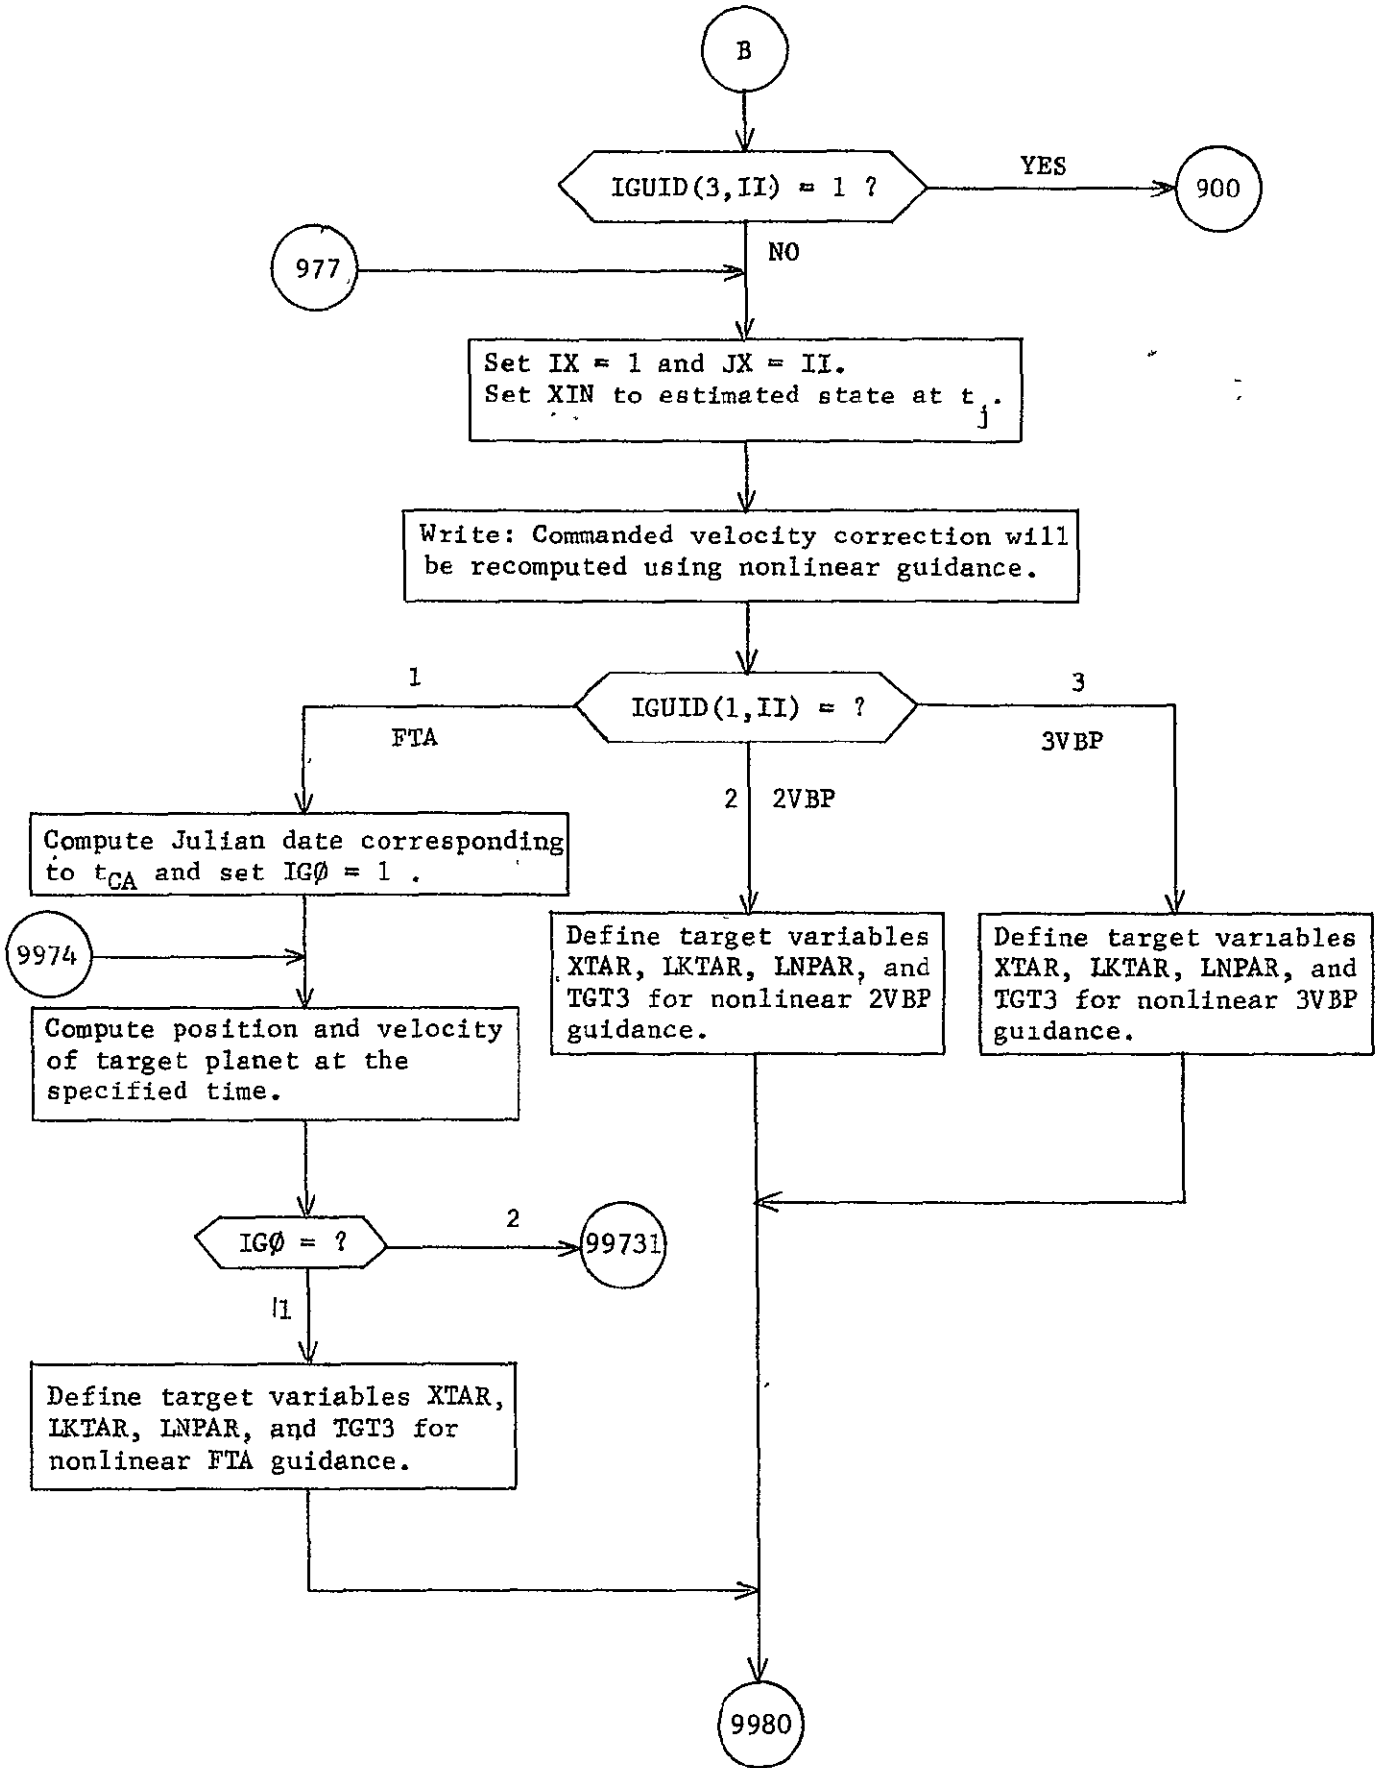 B
IGUID(3,II) = 1 ?
YES
900
NO
977
Set IX = 1 and JX = II.
Set XIN to estimated state at tj.
Write: Commanded velocity correction will
be recomputed using nonlinear guidance.
IGUID(1,II) = ?
1
FTA
3
3VBP
2
2VBP
Compute Julian date corresponding
to tCA and set IGØ = 1 .
9974
Define target variables
XTAR, LKTAR, LNPAR, and
TGT3 for nonlinear 2VBP
guidance.
Define target variables
XTAR, LKTAR, LNPAR, and
TGT3 for nonlinear 3VBP
guidance.
Compute position and velocity
of target planet at the
specified time.
IGØ = ?
2
99731
1
Define target variables XTAR,
LKTAR, LNPAR, and TGT3 for
nonlinear FTA guidance.
9980